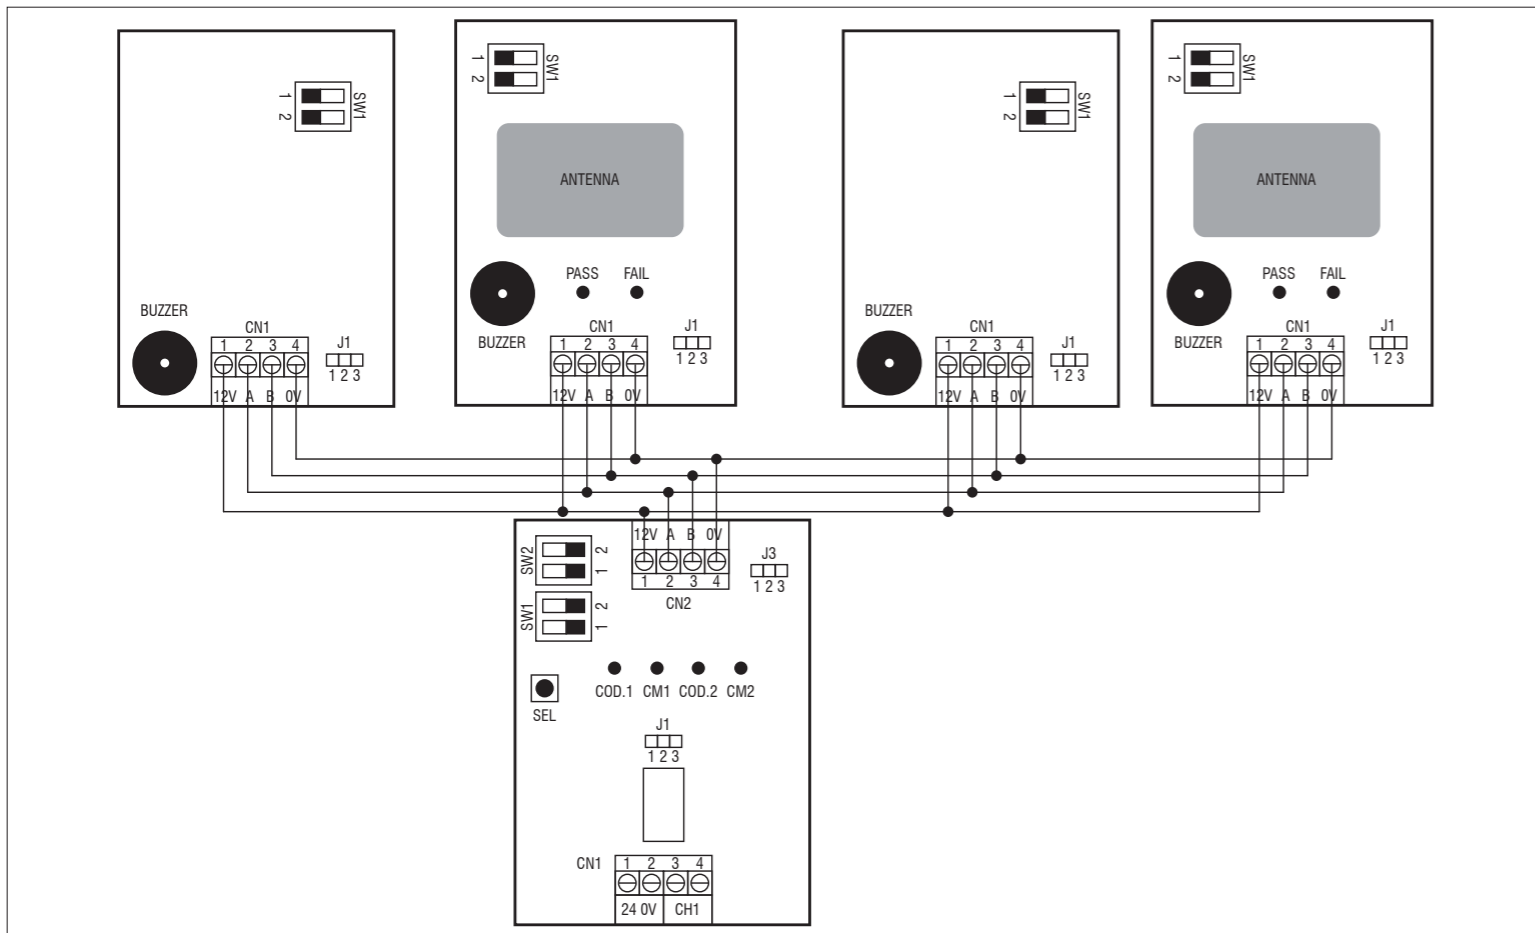 1
2
SW1
BUZZER
CN1
1 2 3 4
J1
1 2 3
12V A B 0V
1
2
SW1
ANTENNA
PASS FAIL
BUZZER
CN1
1 2 3 4
J1
1 2 3
12V A B 0V
1
2
SW1
BUZZER
CN1
1 2 3 4
J1
1 2 3
12V A B 0V
1
2
SW1
ANTENNA
PASS FAIL
BUZZER
CN1
1 2 3 4
J1
1 2 3
12V A B 0V
SW2
2
1
SW1
2
1
12V A B 0V
1 2 3 4
CN2
J3
1 2 3
COD.1 CM1 COD.2 CM2
SEL
J1
1 2 3
CN1
1 2 3 4
24 0V CH1